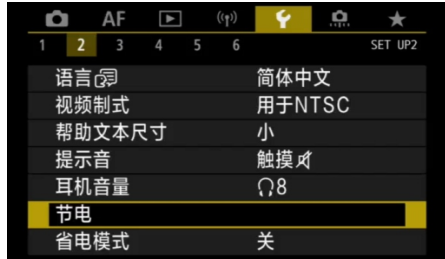 AF
1 2 3 4 5 6 SET UP2
语言 简体中文
视频制式 用于NTSC
帮助文本尺寸 小
提示音 触摸
耳机音量 8
节电
省电模式 关